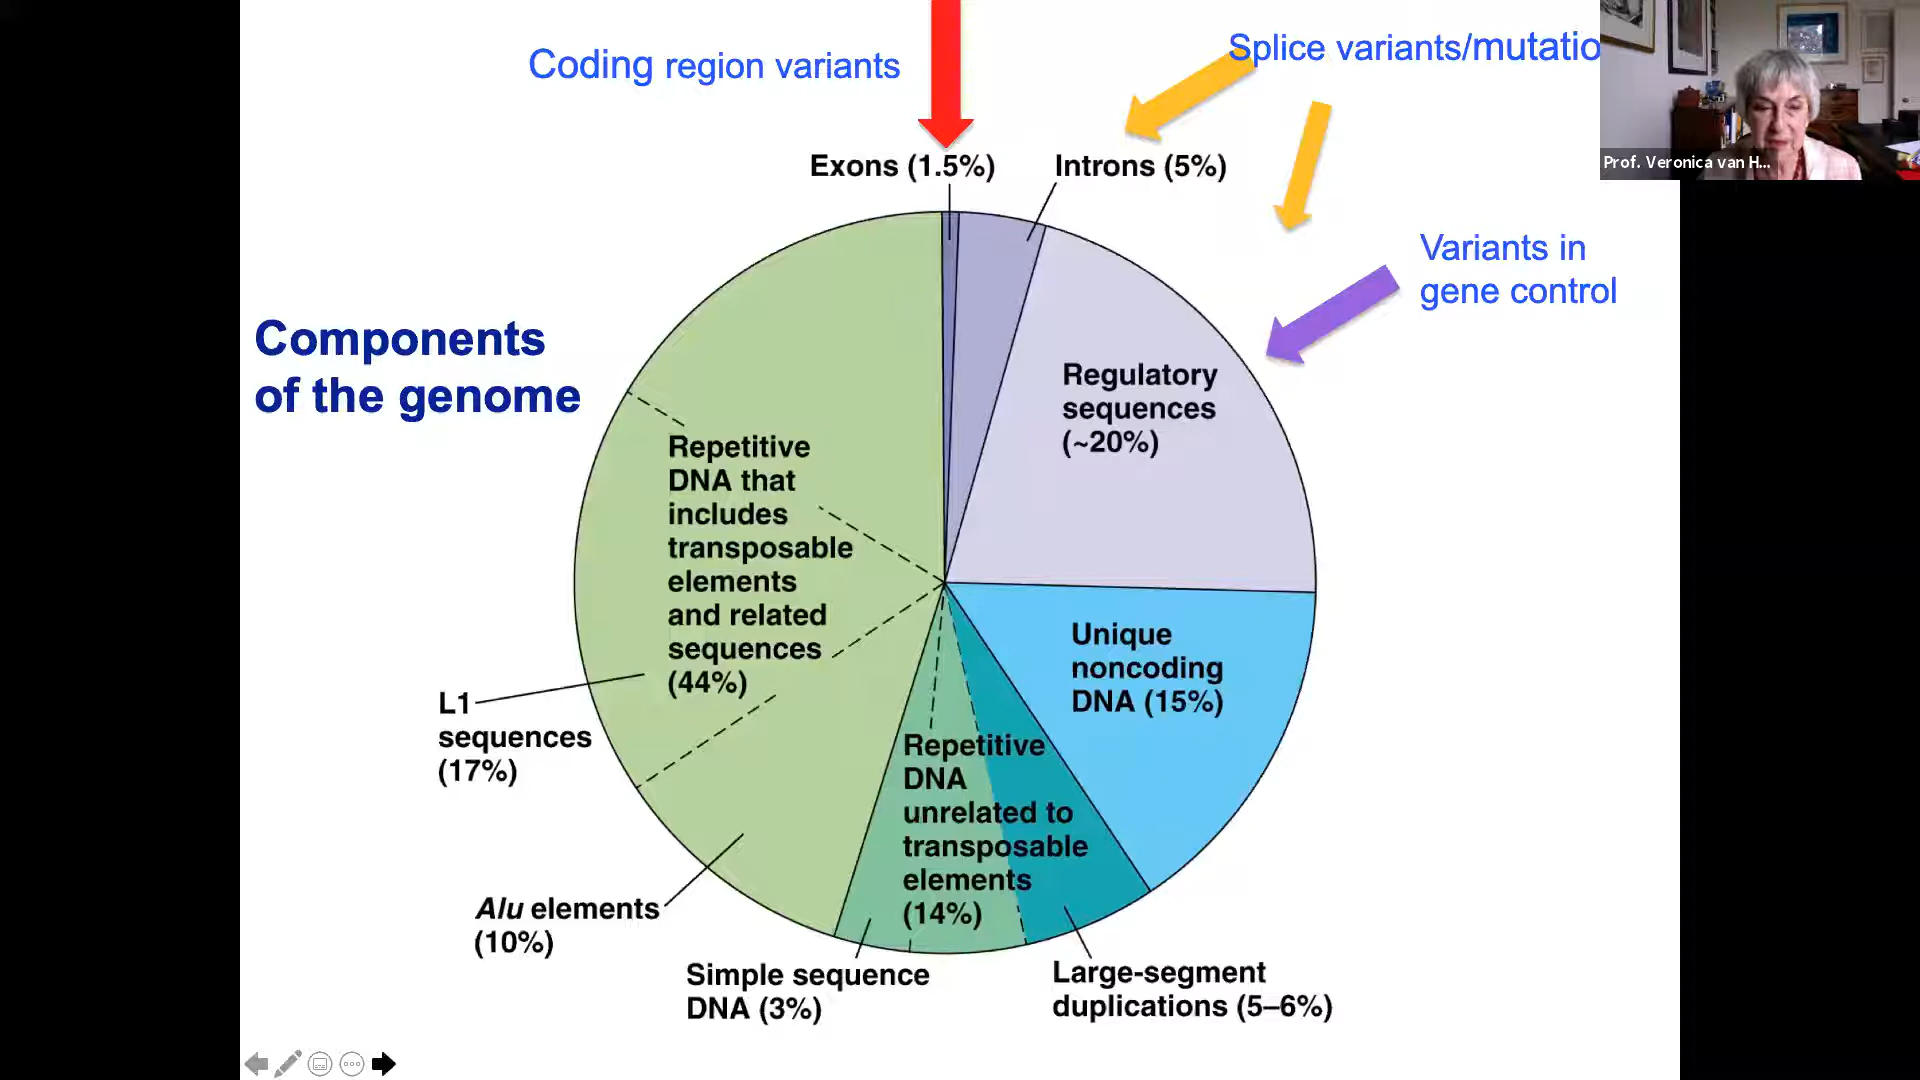 Coding region variants
Splice variants/mutatio
Prof. Veronica van H...
Exons (1.5%)
Introns (5%)
Variants in
gene control
Components
of the genome
Regulatory
sequences
(~20%)
Repetitive
DNA that
includes
transposable
elements
and related
sequences
(44%)
Unique
noncoding
DNA (15%)
L1
sequences
(17%)
Repetitive
DNA
unrelated to
transposable
elements
(14%)
Alu elements
(10%)
Simple sequence
DNA (3%)
Large-segment
duplications (5–6%)